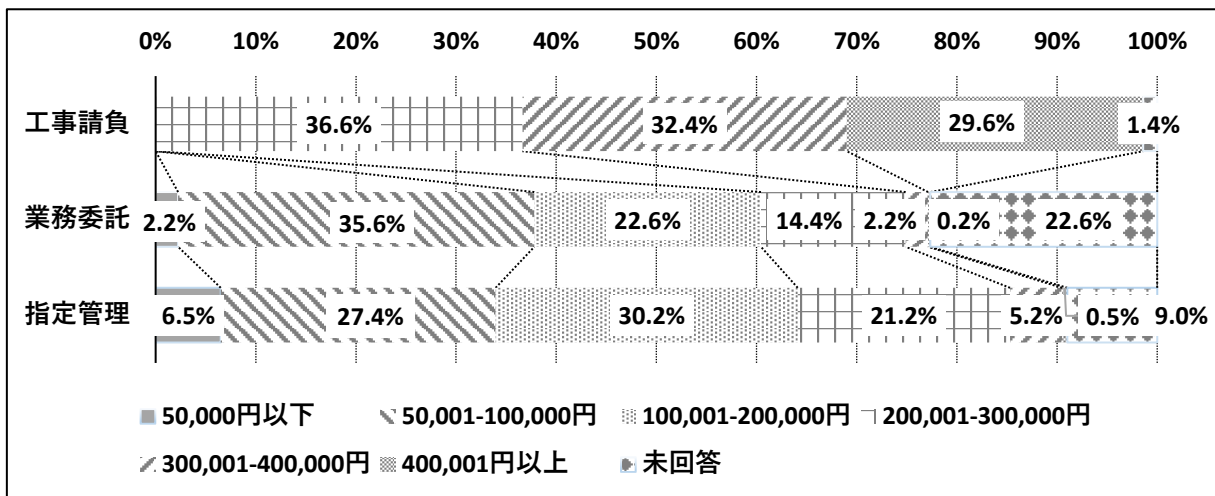 0% 10% 20% 30% 40% 50% 60% 70% 80% 90% 100%
工事請負 36.6% 32.4% 29.6% 1.4%
業務委託 2.2% 35.6% 22.6% 14.4% 2.2% 0.2% 22.6%
指定管理 6.5% 27.4% 30.2% 21.2% 5.2% 0.5% 9.0%
50,000円以下 50,001-100,000円 100,001-200,000円 200,001-300,000円
300,001-400,000円 400,001円以上 未回答